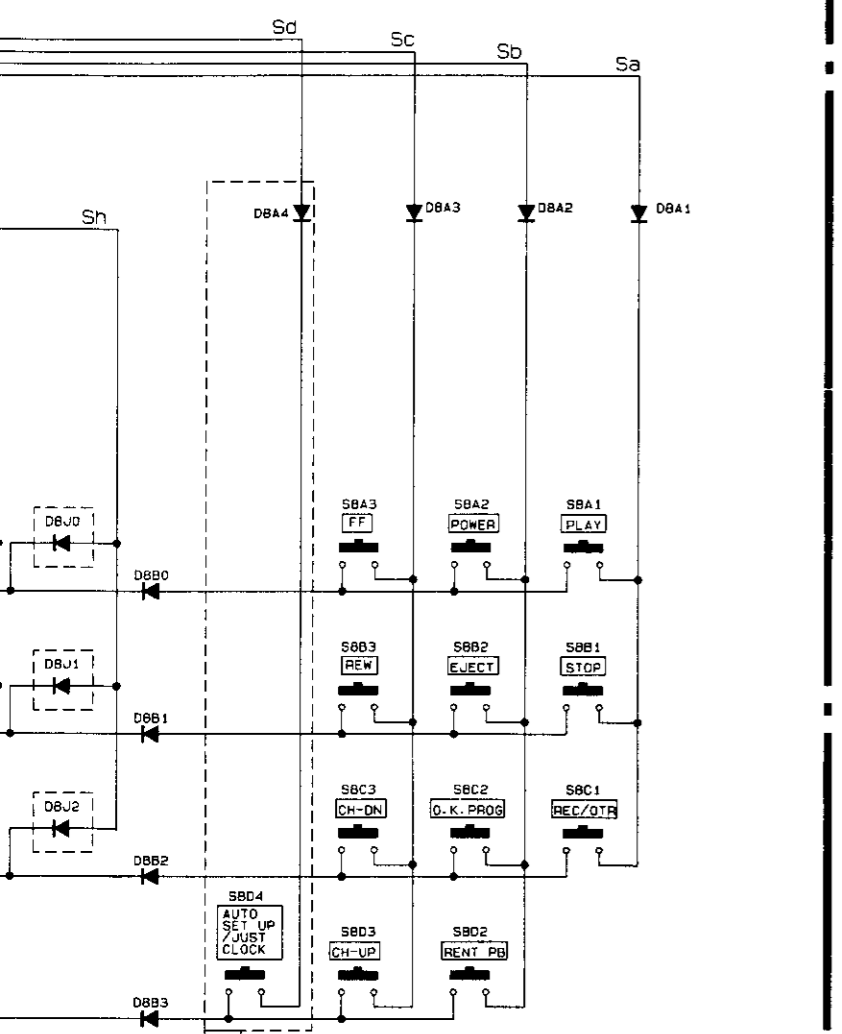 Sd
Sc
Sb
Sa
Sh
D8A4
D8A3
D8A2
D8A1
S8A3
S8A2
S8A1
FF
POWER
PLAY
D8J0
D8B0
S8B3
S8B2
S8B1
REW
EJECT
STOP
D8J1
D8B1
S8C3
S8C2
S8C1
CH-DN
O.K.PROG
REC/OTR
D8J2
D8B2
S8D4
AUTO
SET UP
/JUST
CLOCK
S8D3
S8D2
CH-UP
RENT PB
D8B3